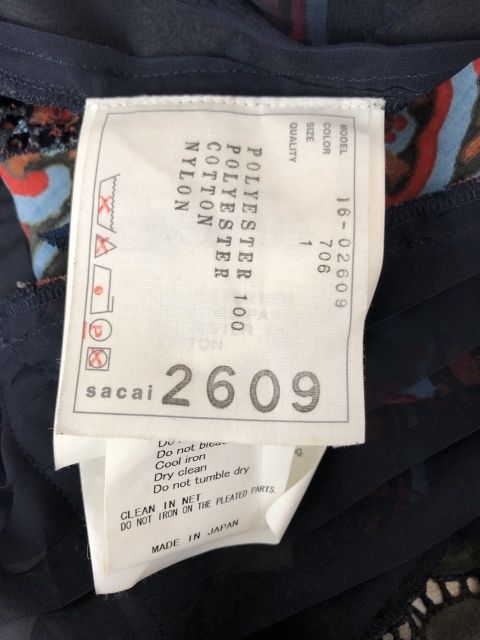 MODEL 16-02609
COLOR 706
SIZE 1
QUALITY
POLYESTER 100
POLYESTER
COTTON
NYLON
P
sacai 2609
Do not bleach
Cool iron
Dry clean
Do not tumble dry
CLEAN IN NET
DO NOT IRON ON THE PLEATED PARTS.
MADE IN JAPAN